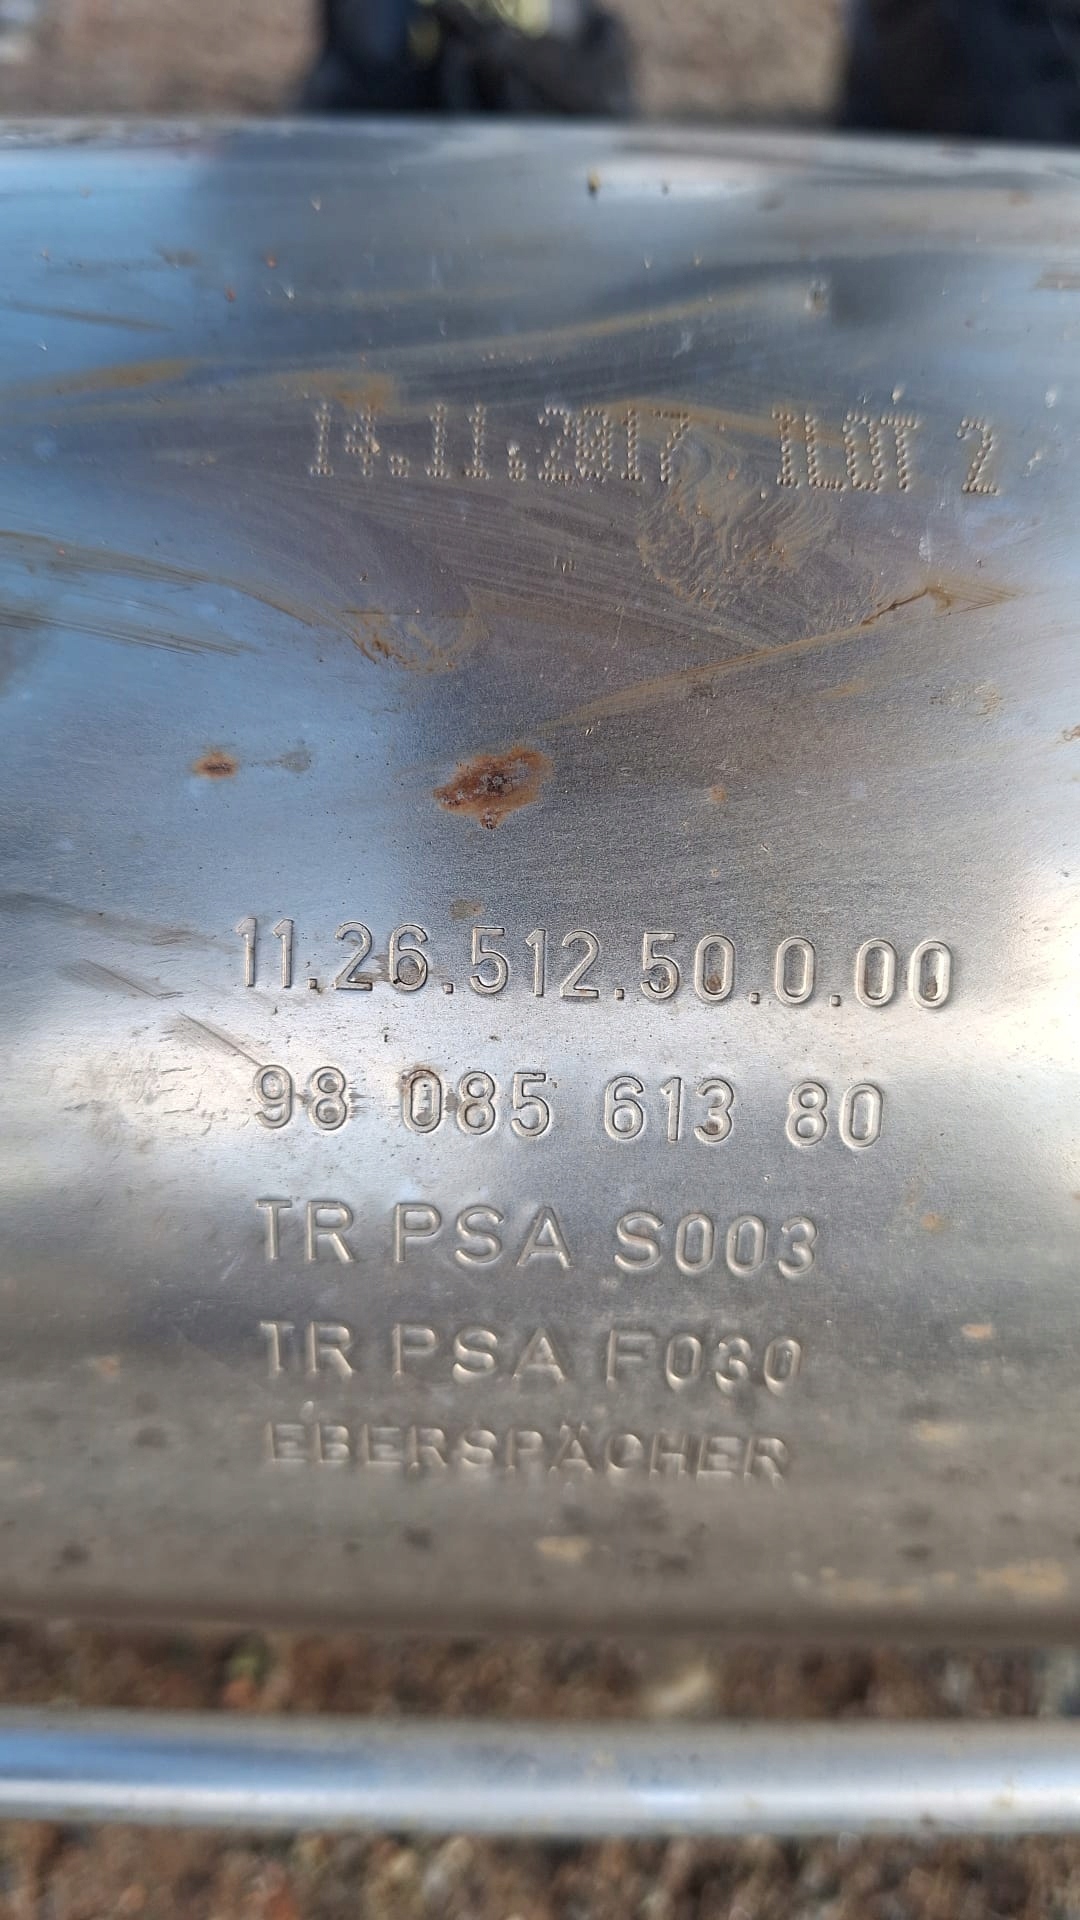 14.11.2017 ILOT 2
11.26.512.50.0.00
98 085 613 80
TR PSA S003
TR PSA F030
EBERSPÄCHER